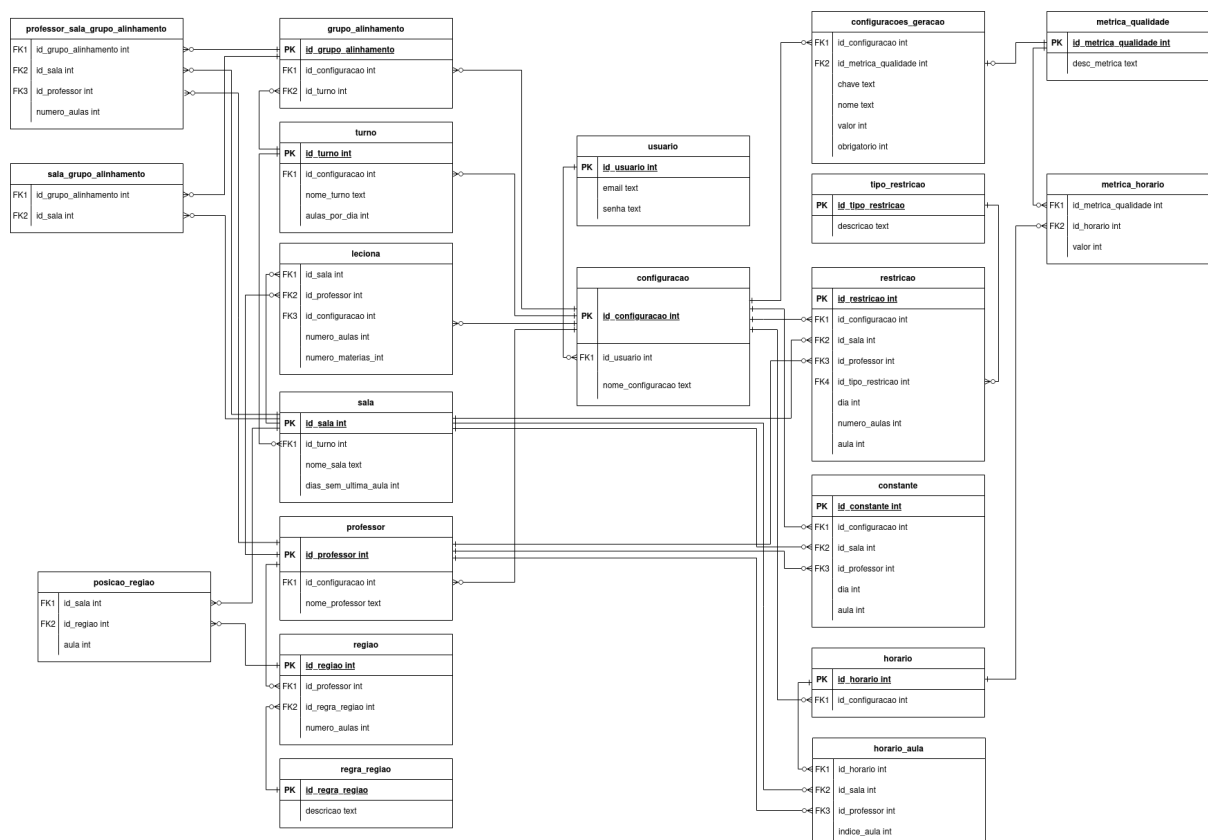 professor_sala_grupo_alinhamento
FK1 id_grupo_alinhamento int
FK2 id_sala int
FK3 id_professor int
numero_aulas int
sala_grupo_alinhamento
FK1 id_grupo_alinhamento int
FK2 id_sala int
posicao_regiao
FK1 id_sala int
FK2 id_regiao int
aula int
grupo_alinhamento
PK id_grupo_alinhamento
FK1 id_configuracao int
FK2 id_turno int
turno
PK id_turno int
FK1 id_configuracao int
nome_turno text
aulas_por_dia int
leciona
FK1 id_sala int
FK2 id_professor int
FK3 id_configuracao int
numero_aulas int
numero_materias_int
sala
PK id_sala int
FK1 id_turno int
nome_sala text
dias_sem_ultima_aula int
professor
PK id_professor int
FK1 id_configuracao int
nome_professor text
regiao
PK id_regiao int
FK1 id_professor int
FK2 id_regra_regiao int
numero_aulas int
regra_regiao
PK id_regra_regiao
descricao text
usuario
PK id_usuario int
email text
senha text
configuracao
PK id_configuracao int
FK1 id_usuario int
nome_configuracao text
configuracoes_geracao
FK1 id_configuracao int
FK2 id_metrica_qualidade int
chave text
nome text
valor int
obrigatorio int
tipo_restricao
PK id_tipo_restricao
descricao text
restricao
PK id_restricao int
FK1 id_configuracao int
FK2 id_sala int
FK3 id_professor int
FK4 id_tipo_restricao int
dia int
numero_aulas int
aula int
constante
PK id_constante int
FK1 id_configuracao int
FK2 id_sala int
FK3 id_professor int
dia int
aula int
horario
PK id_horario int
FK1 id_configuracao int
horario_aula
FK1 id_horario int
FK2 id_sala int
FK3 id_professor int
indice_aula int
metrica_qualidade
PK id_metrica_qualidade int
desc_metrica text
metrica_horario
FK1 id_metrica_qualidade int
FK2 id_horario int
valor int